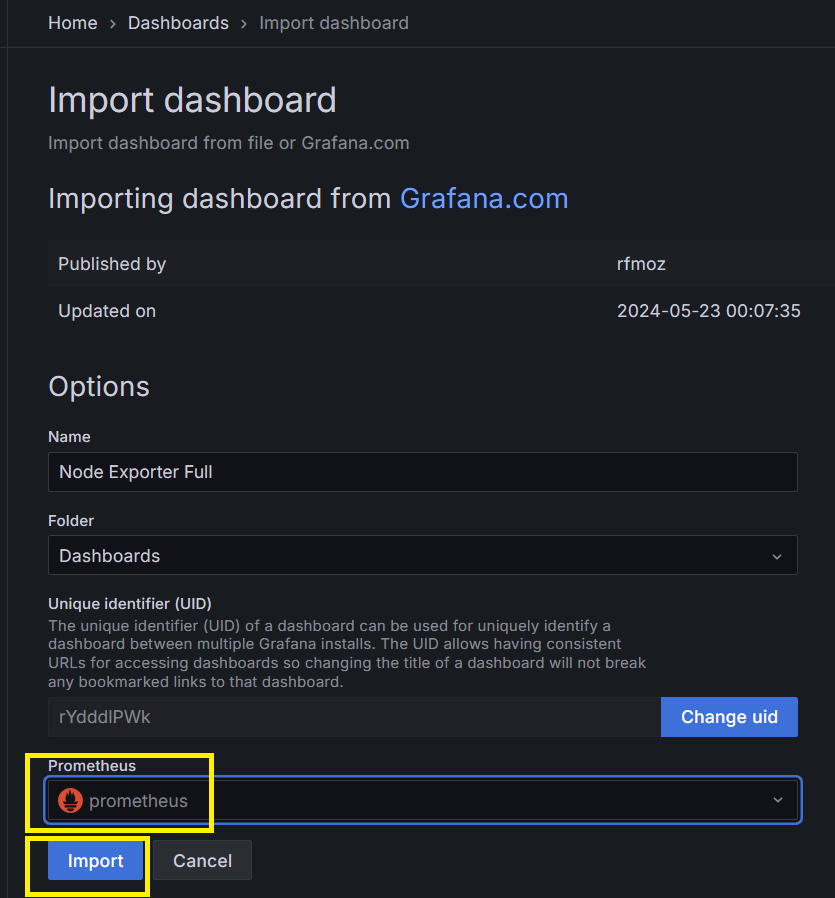 Home > Dashboards > Import dashboard
Import dashboard
Import dashboard from file or Grafana.com
Importing dashboard from Grafana.com
Published by rfmoz
Updated on 2024-05-23 00:07:35
Options
Name
Node Exporter Full
Folder
Dashboards
Unique identifier (UID)
The unique identifier (UID) of a dashboard can be used for uniquely identify a
dashboard between multiple Grafana installs. The UID allows having consistent
URLs for accessing dashboards so changing the title of a dashboard will not break
any bookmarked links to that dashboard.
rYdddlPWk Change uid
Prometheus
prometheus
Import Cancel